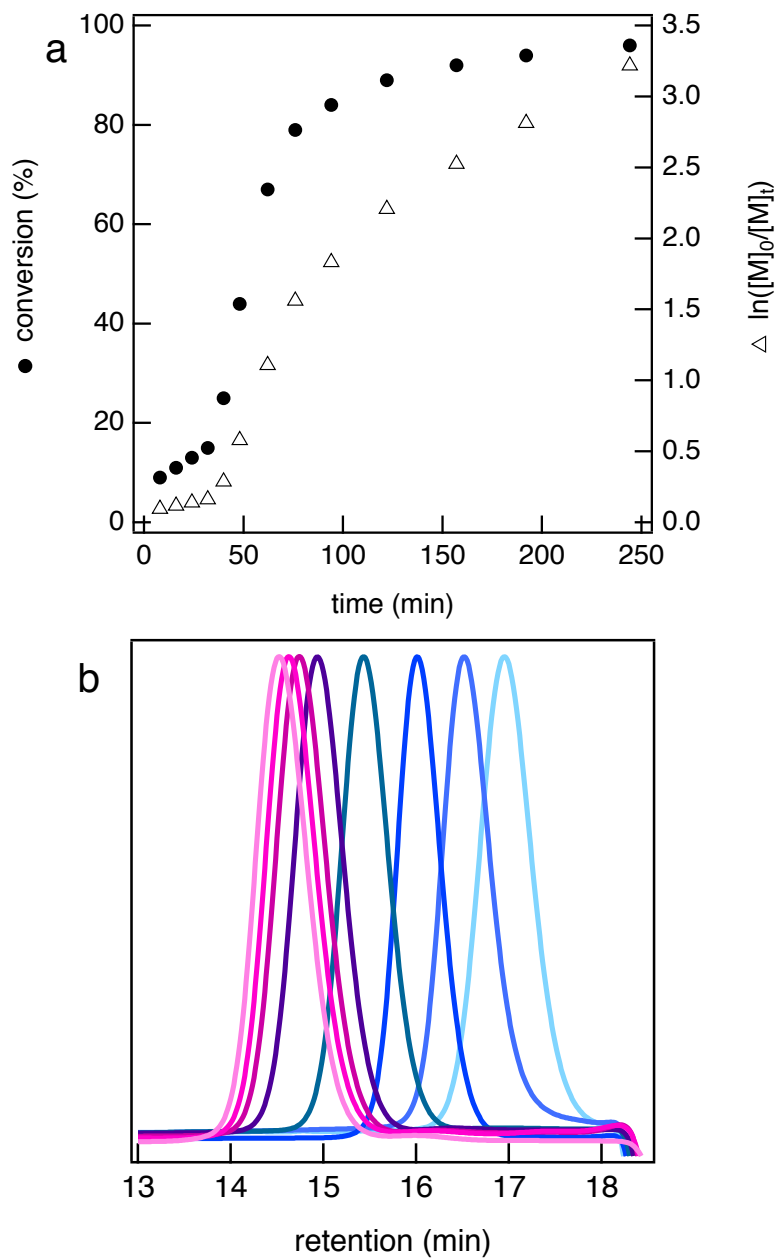 a
100
80
60
40
20
0
● conversion (%)
3.5
3.0
2.5
2.0
1.5
1.0
0.5
0.0
△ ln([M]₀/[M]ₜ)
0 50 100 150 200 250
time (min)
b
13 14 15 16 17 18
retention (min)